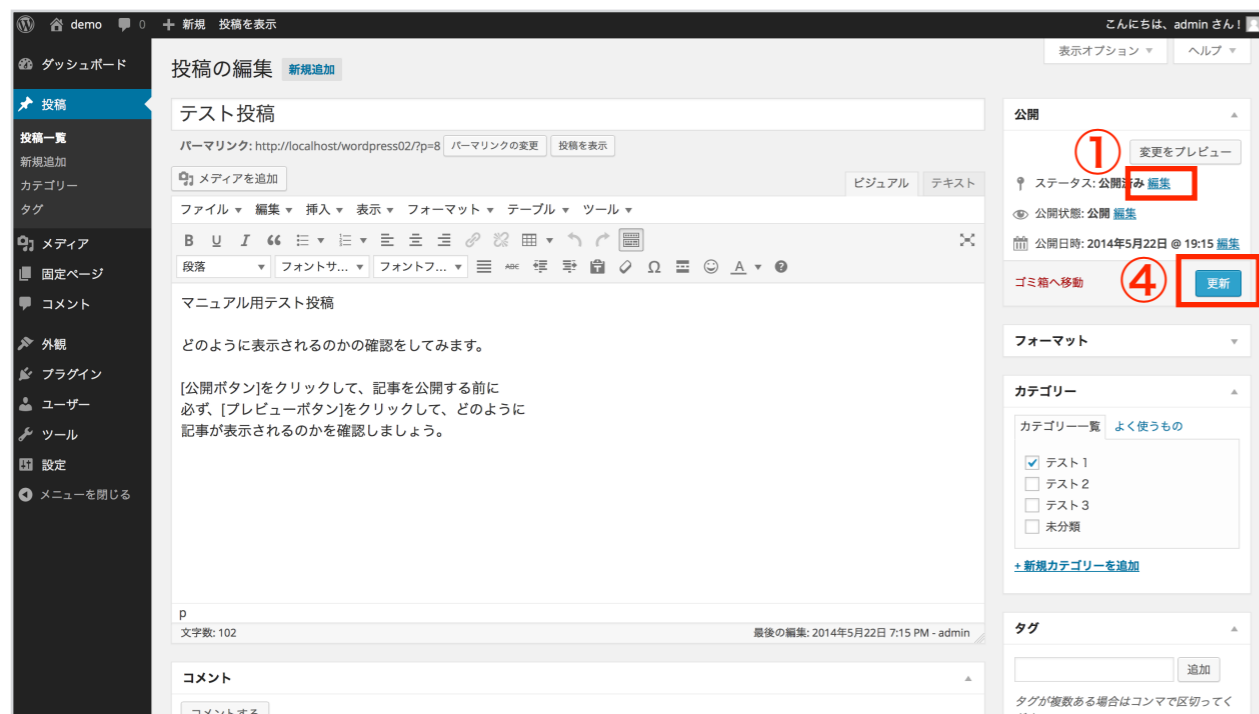 demo 0 + 新規 投稿を表示 こんにちは、admin さん!
ダッシュボード
投稿
投稿一覧
新規追加
カテゴリー
タグ
メディア
固定ページ
コメント
外観
プラグイン
ユーザー
ツール
設定
メニューを閉じる
表示オプション ヘルプ
投稿の編集 新規追加
テスト投稿
パーマリンク: http://localhost/wordpress02/?p=8 パーマリンクの変更 投稿を表示
メディアを追加 ビジュアル テキスト
ファイル 編集 挿入 表示 フォーマット テーブル ツール
B U I
段落 フォントサ... フォントフ... ABC Ω A
マニュアル用テスト投稿
どのように表示されるのかの確認をしてみます。
[公開ボタン]をクリックして、記事を公開する前に
必ず、[プレビューボタン]をクリックして、どのように
記事が表示されるのかを確認しましょう。
p
文字数: 102 最後の編集: 2014年5月22日 7:15 PM - admin
コメント
コメントする
公開
① 変更をプレビュー
ステータス: 公開済み 編集
公開状態: 公開 編集
公開日時: 2014年5月22日 @ 19:15 編集
ゴミ箱へ移動 ④ 更新
フォーマット
カテゴリー
カテゴリー一覧 よく使うもの
テスト1
テスト2
テスト3
未分類
+ 新規カテゴリーを追加
タグ
追加
タグが複数ある場合はコンマで区切ってく